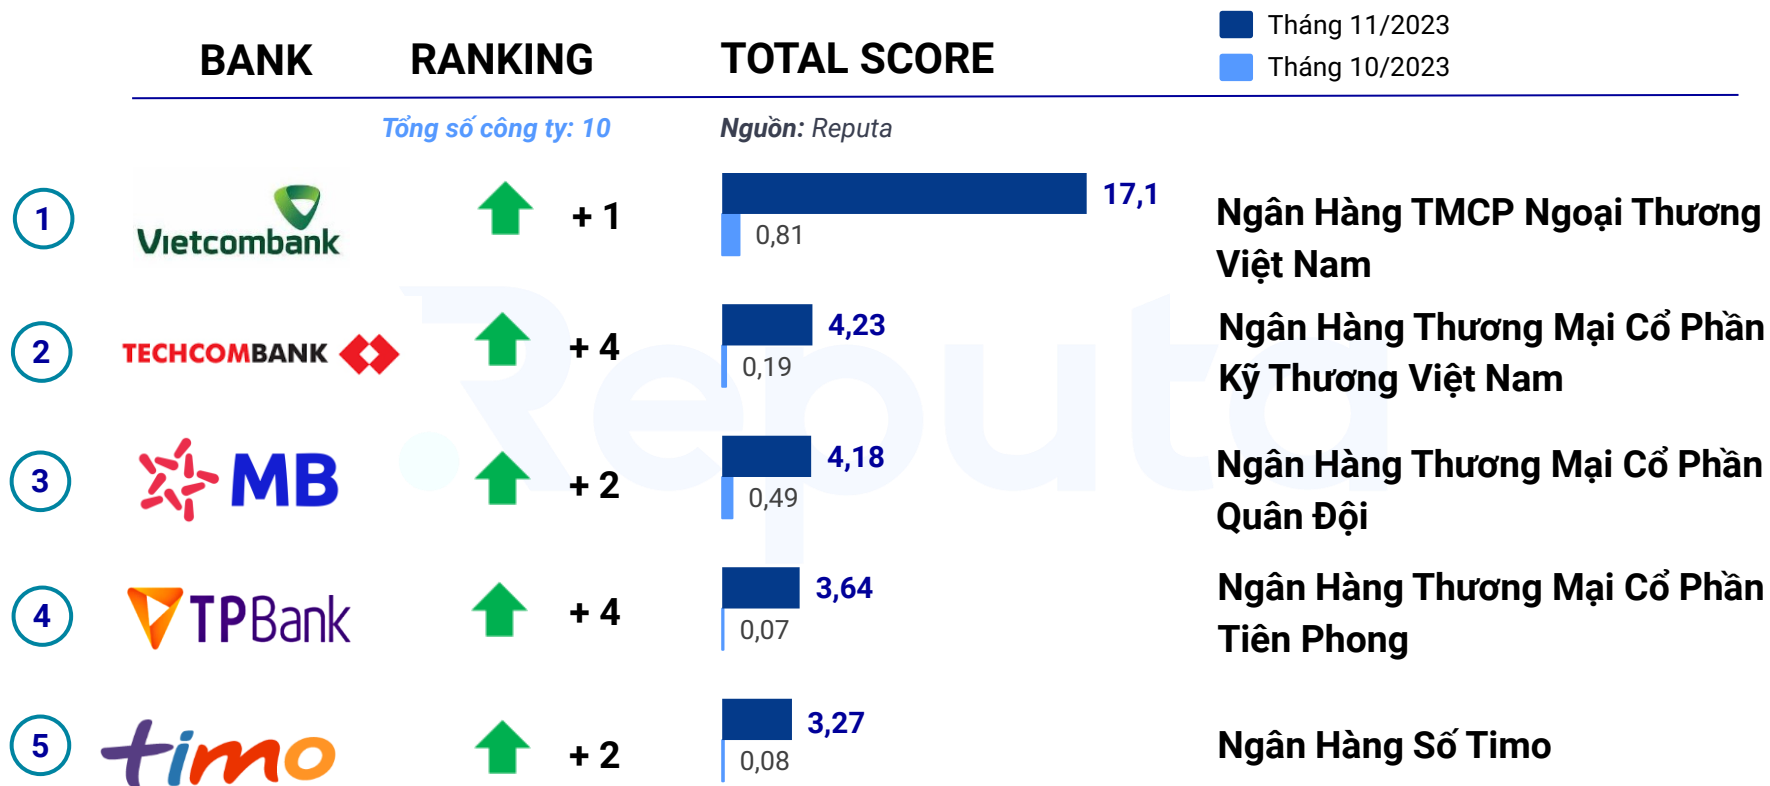 Tháng 11/2023
Tháng 10/2023
BANK RANKING TOTAL SCORE
Tổng số công ty: 10 Nguồn: Reputa
1 Vietcombank + 1 17,1 0,81 Ngân Hàng TMCP Ngoại Thương
Việt Nam
2 TECHCOMBANK + 4 4,23 0,19 Ngân Hàng Thương Mại Cổ Phần
Kỹ Thương Việt Nam
3 MB + 2 4,18 0,49 Ngân Hàng Thương Mại Cổ Phần
Quân Đội
4 TPBank + 4 3,64 0,07 Ngân Hàng Thương Mại Cổ Phần
Tiên Phong
5 timo + 2 3,27 0,08 Ngân Hàng Số Timo
Reputa